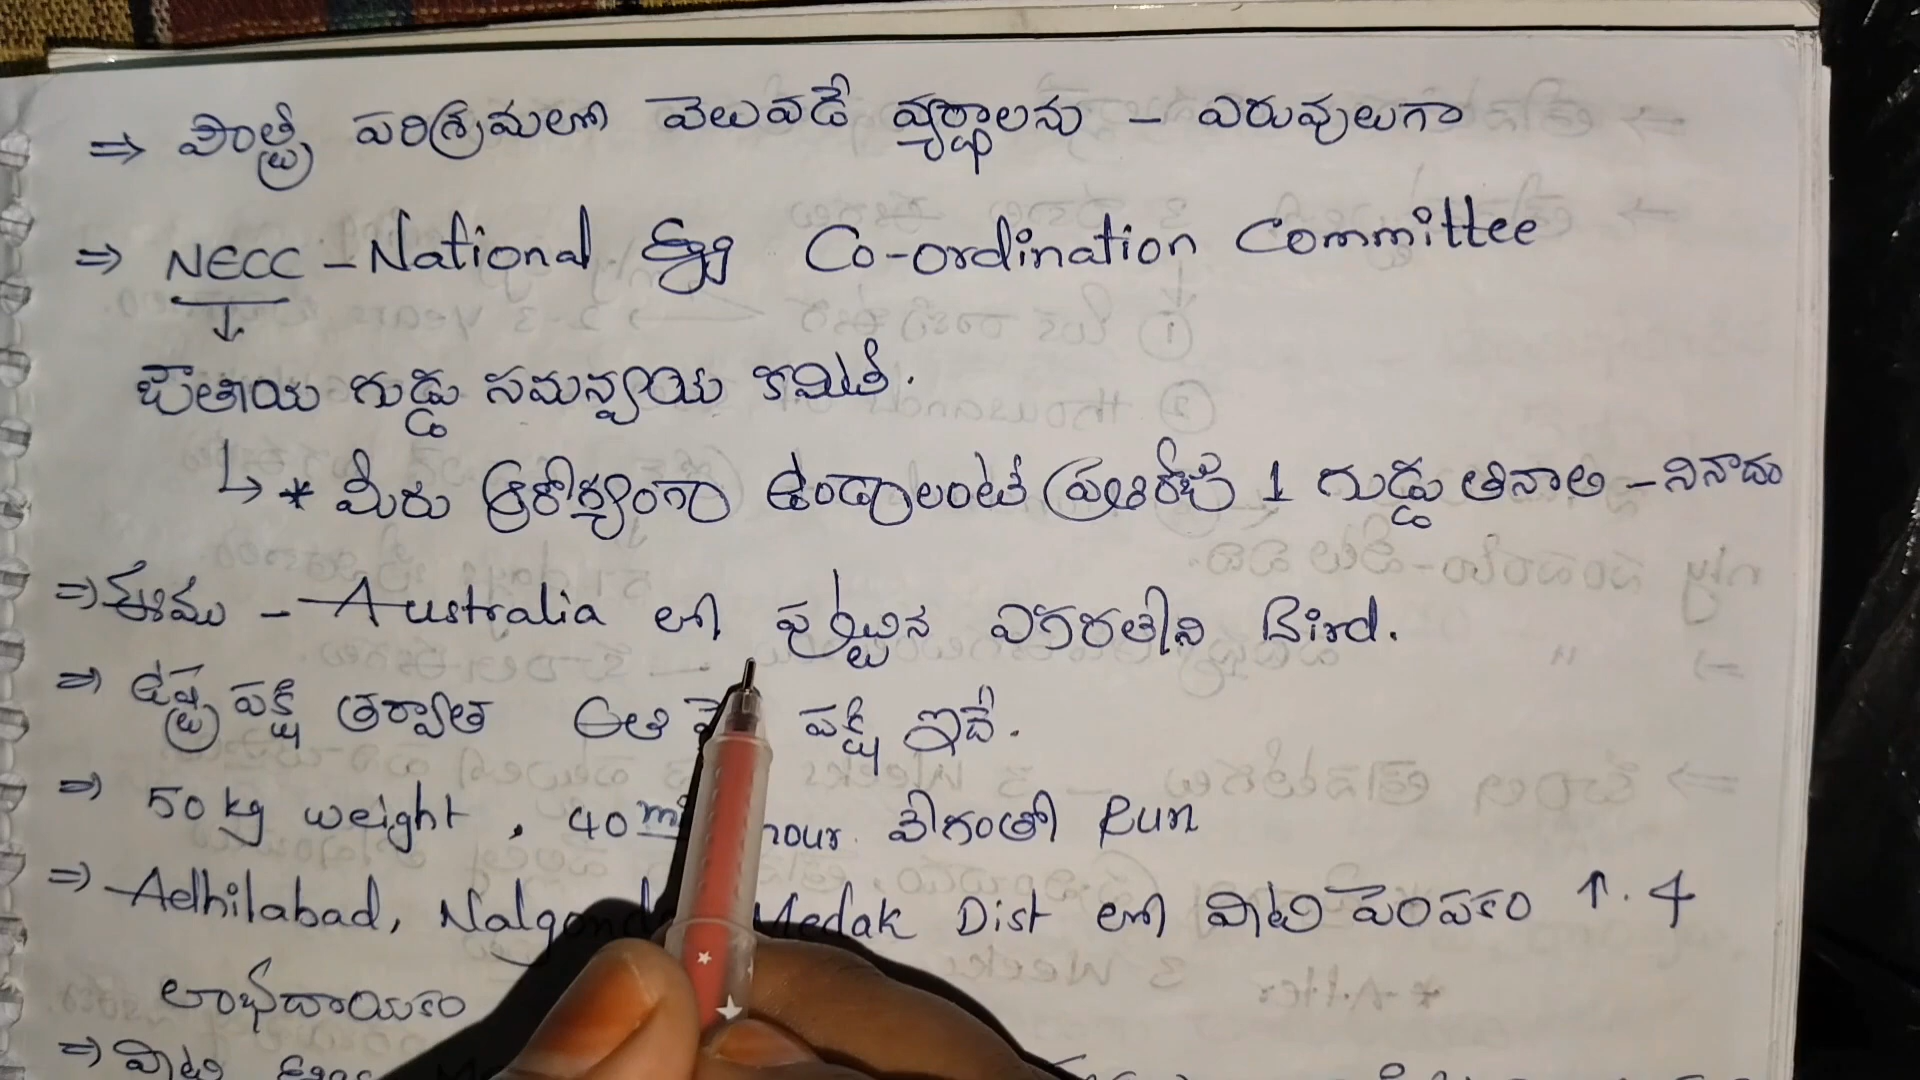 ⇒ పౌల్ట్రీ పరిశ్రమలో వెలువడే వ్యర్థాలను - ఎరువులుగా
⇒ NECC - National Egg Co-ordination Committee
↓
జాతీయ గుడ్డు సమన్వయ కమిటీ.
↳ * మీరు ఆరోగ్యంగా ఉండాలంటే ప్రతిరోజు 1 గుడ్డు తినాలి - నినాదం
⇒ ఈము - Australia లో పుట్టిన ఎగరలేని Bird.
⇒ ఉష్ట్ర పక్షి తర్వాత అతి పక్షి ఇదే.
⇒ 50 kg weight, 40 hour వేగంతో Run
⇒ Adhilabad, Medak Dist లో వీటి పెంపకం ↑. 4
లాభదాయకం
⇒ వీటి